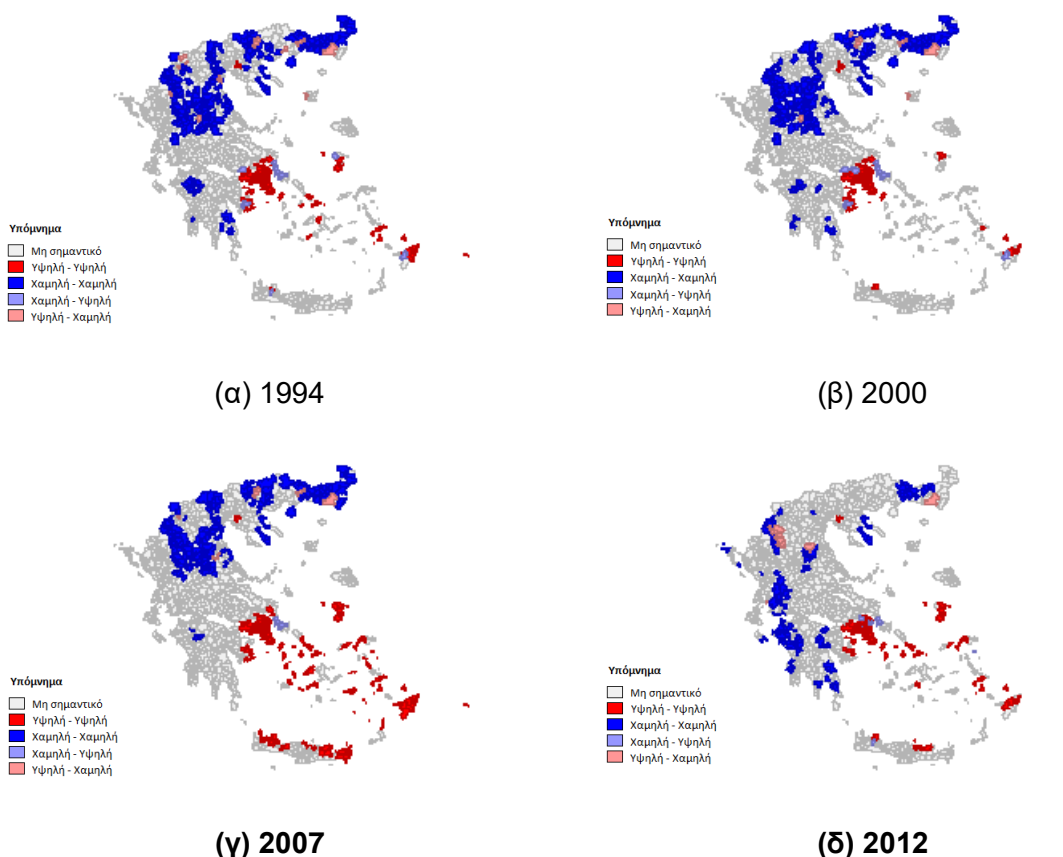 Υπόμνημα
Μη σημαντικό
Υψηλή - Υψηλή
Χαμηλή - Χαμηλή
Χαμηλή - Υψηλή
Υψηλή - Χαμηλή
(α) 1994
Υπόμνημα
Μη σημαντικό
Υψηλή - Υψηλή
Χαμηλή - Χαμηλή
Χαμηλή - Υψηλή
Υψηλή - Χαμηλή
(β) 2000
Υπόμνημα
Μη σημαντικό
Υψηλή - Υψηλή
Χαμηλή - Χαμηλή
Χαμηλή - Υψηλή
Υψηλή - Χαμηλή
(γ) 2007
Υπόμνημα
Μη σημαντικό
Υψηλή - Υψηλή
Χαμηλή - Χαμηλή
Χαμηλή - Υψηλή
Υψηλή - Χαμηλή
(δ) 2012